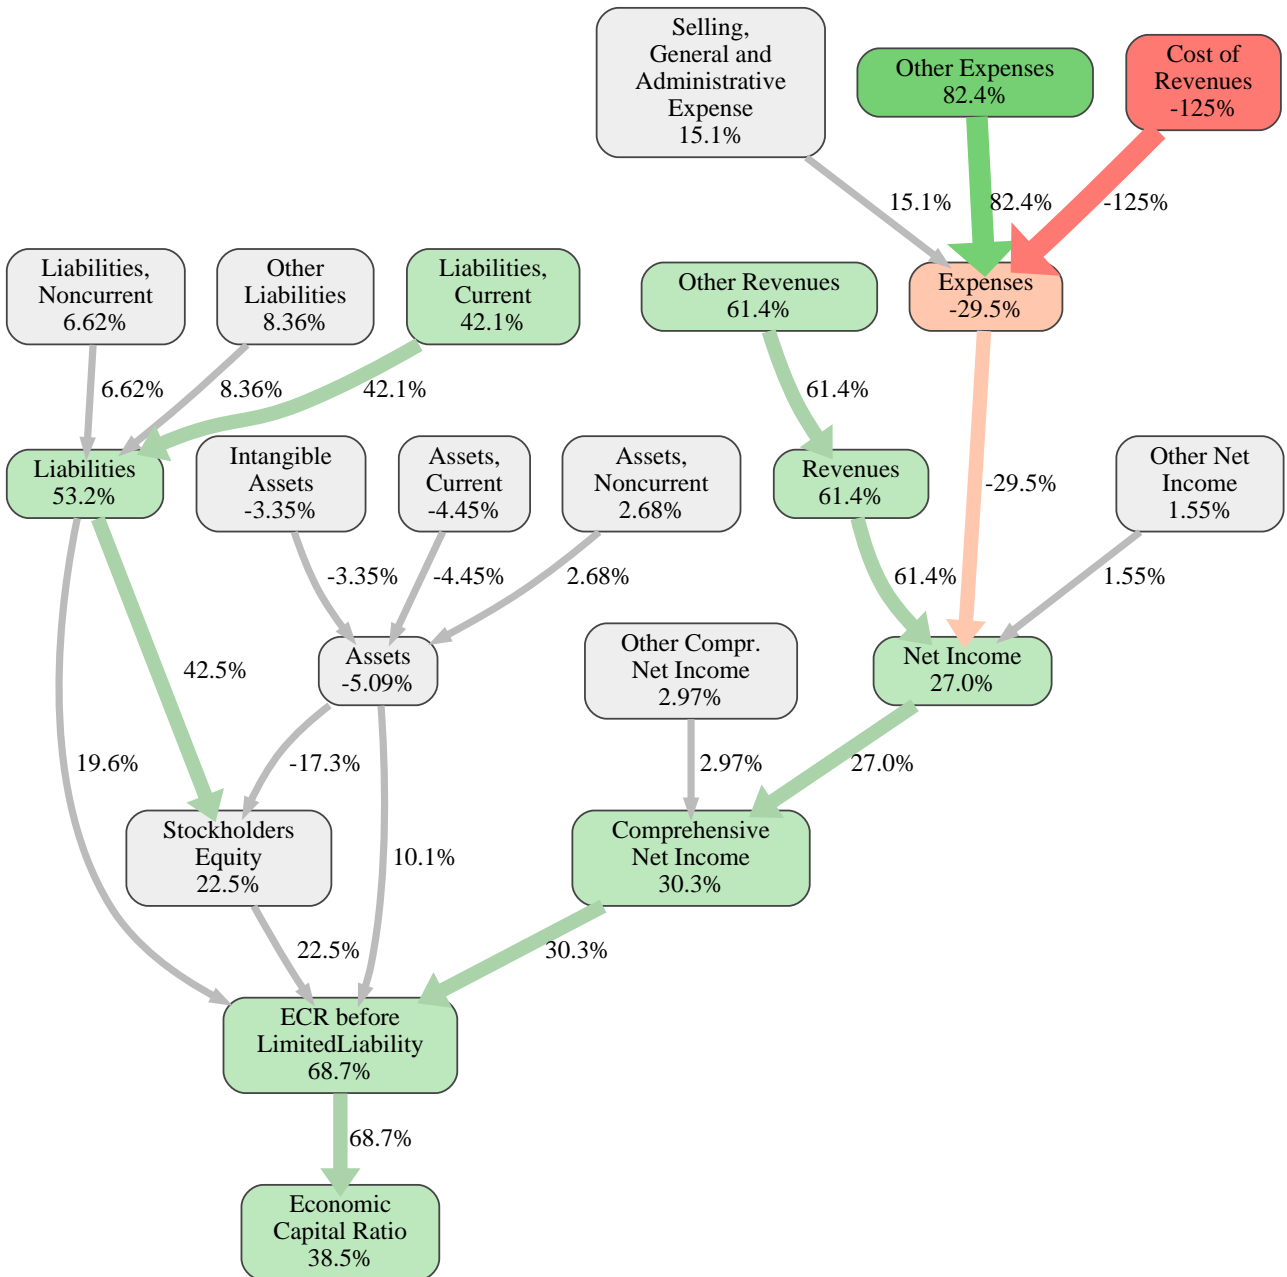 Selling,
General and
Administrative
Expense
15.1%
Other Expenses
82.4%
Cost of
Revenues
-125%
15.1%
82.4%
-125%
Liabilities,
Noncurrent
6.62%
Other
Liabilities
8.36%
Liabilities,
Current
42.1%
Other Revenues
61.4%
Expenses
-29.5%
6.62%
8.36%
42.1%
61.4%
-29.5%
Liabilities
53.2%
Intangible
Assets
-3.35%
Assets,
Current
-4.45%
Assets,
Noncurrent
2.68%
Revenues
61.4%
Other Net
Income
1.55%
-3.35%
-4.45%
2.68%
61.4%
1.55%
42.5%
Assets
-5.09%
Other Compr.
Net Income
2.97%
Net Income
27.0%
19.6%
-17.3%
2.97%
27.0%
Stockholders
Equity
22.5%
10.1%
Comprehensive
Net Income
30.3%
22.5%
30.3%
ECR before
LimitedLiability
68.7%
68.7%
Economic
Capital Ratio
38.5%